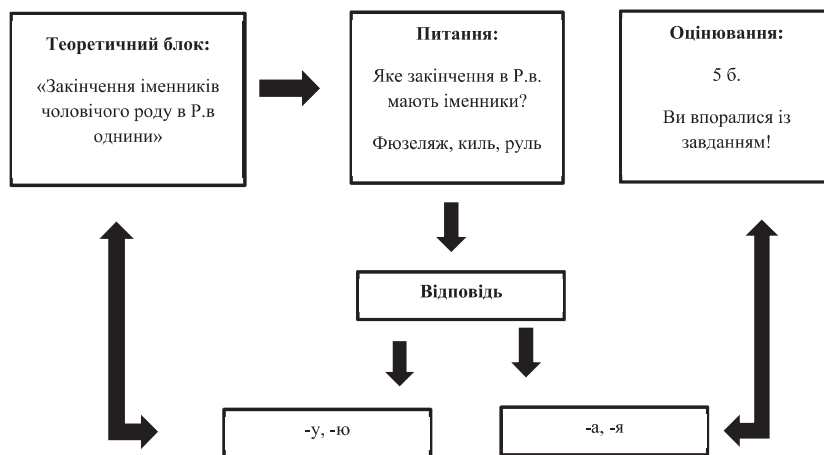 Теоретичний блок:
«Закінчення іменників
чоловічого роду в Р.в
однини»
Питання:
Яке закінчення в Р.в.
мають іменники?
Фюзеляж, киль, руль
Оцінювання:
5 б.
Ви впоралися із
завданням!
Відповідь
-у, -ю
-а, -я